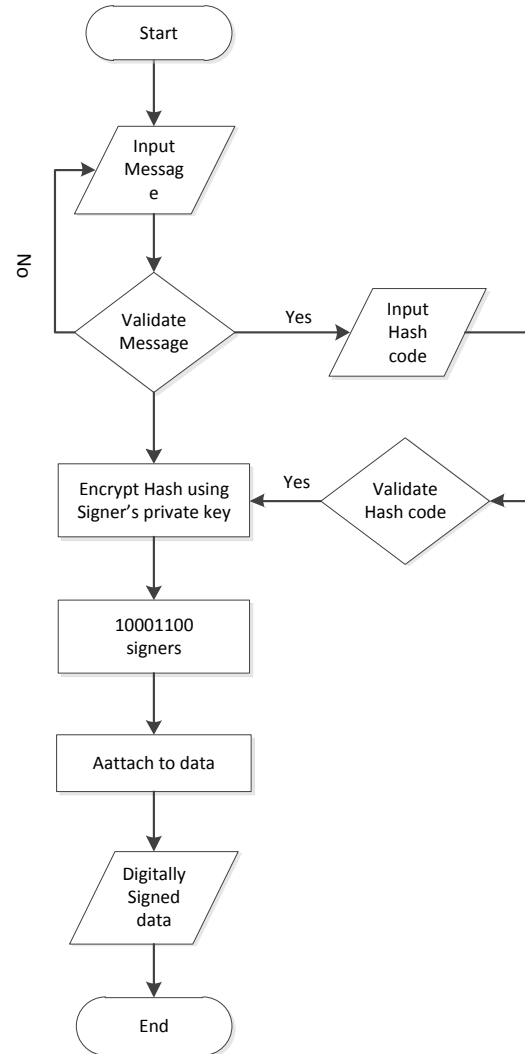 Start
Input
Messag
e
No
Validate
Message
Yes
Input
Hash
code
Encrypt Hash using
Signer’s private key
Yes
Validate
Hash code
10001100
signers
Aattach to data
Digitally
Signed
data
End